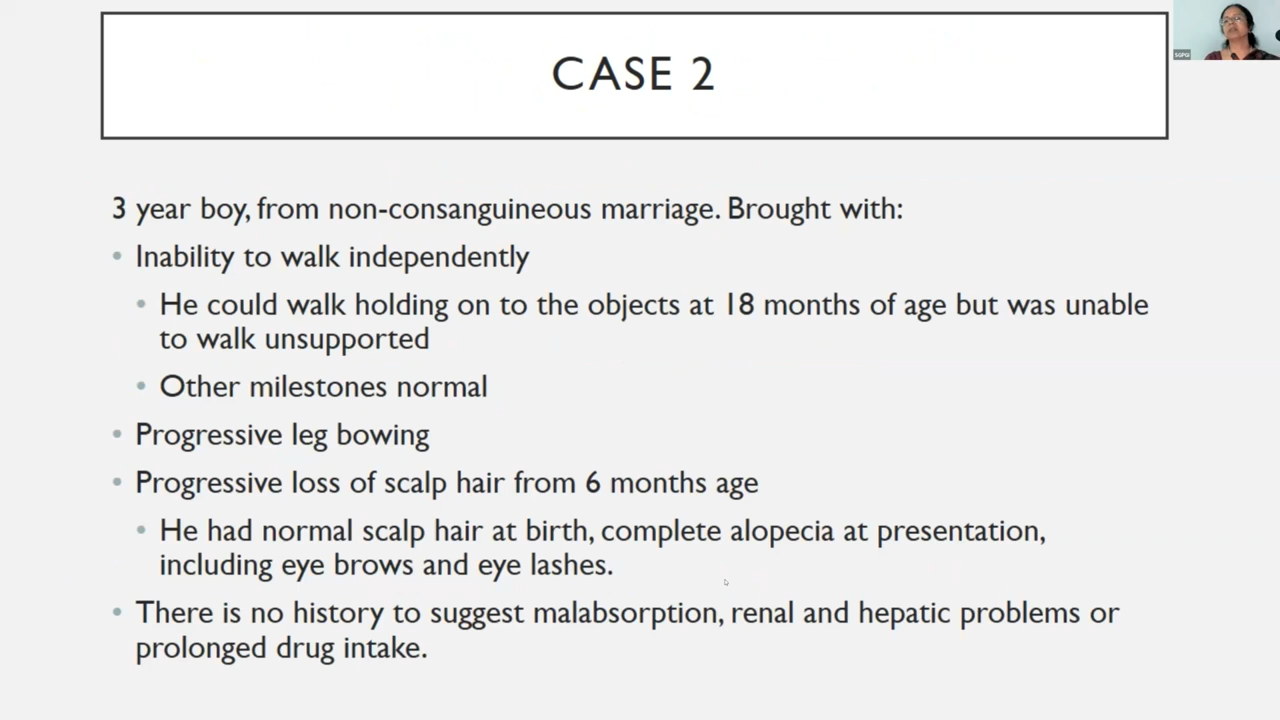 CASE 2
SGPGI
3 year boy, from non-consanguineous marriage. Brought with:
• Inability to walk independently
• He could walk holding on to the objects at 18 months of age but was unable
to walk unsupported
• Other milestones normal
• Progressive leg bowing
• Progressive loss of scalp hair from 6 months age
• He had normal scalp hair at birth, complete alopecia at presentation,
including eye brows and eye lashes.
• There is no history to suggest malabsorption, renal and hepatic problems or
prolonged drug intake.